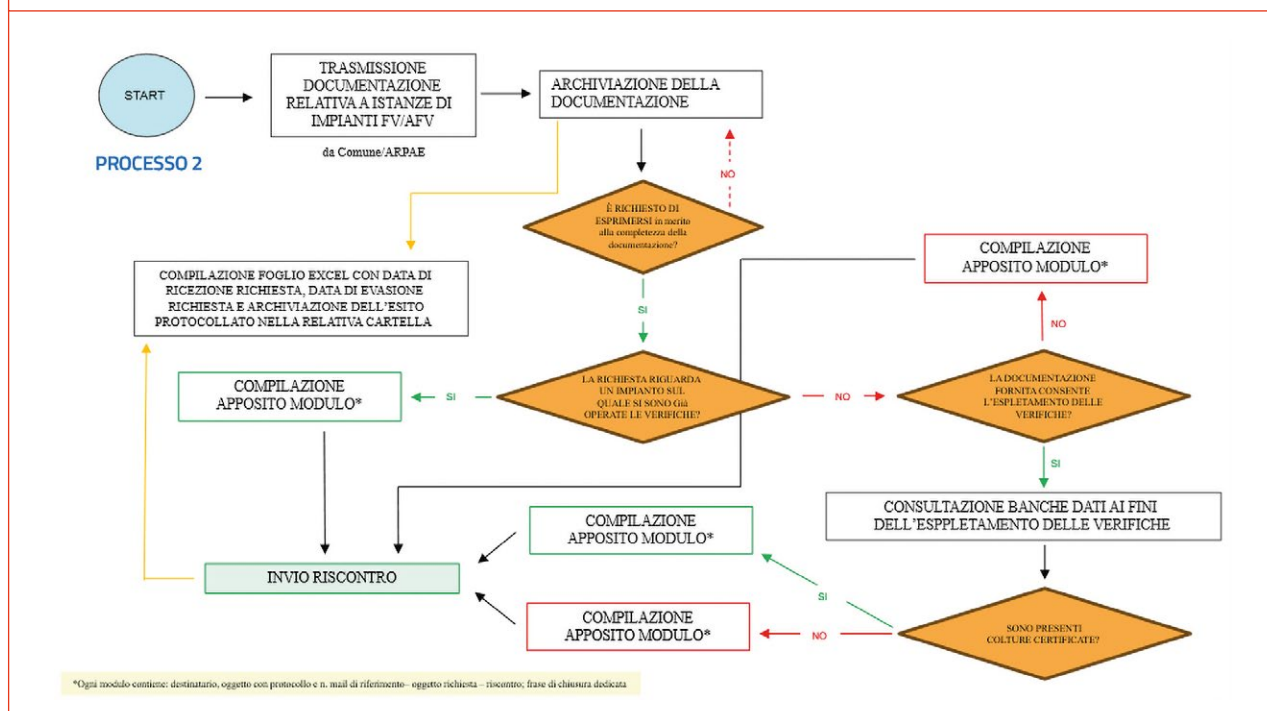 START
PROCESSO 2
TRASMISSIONE
DOCUMENTAZIONE
RELATIVA A ISTANZE DI
IMPIANTI FV/AFV
da Comune/ARPAE
ARCHIVIAZIONE DELLA
DOCUMENTAZIONE
NO
È RICHIESTO DI
ESPRIMERSI in merito
alla completezza della
documentazione?
COMPILAZIONE
APPOSITO MODULO*
COMPILAZIONE FOGLIO EXCEL CON DATA DI
RICEZIONE RICHIESTA, DATA DI EVASIONE
RICHIESTA E ARCHIVIAZIONE DELL'ESITO
PROTOCOLLATO NELLA RELATIVA CARTELLA
SI
NO
COMPILAZIONE
APPOSITO MODULO*
SI
LA RICHIESTA RIGUARDA
UN IMPIANTO SUL
QUALE SI SONO Già
OPERATE LE VERIFICHE?
NO
LA DOCUMENTAZIONE
FORNITA CONSENTE
L'ESPLETAMENTO DELLE
VERIFICHE?
SI
CONSULTAZIONE BANCHE DATI AI FINI
DELL'ESPPLETAMENTO DELLE VERIFICHE
COMPILAZIONE
APPOSITO MODULO*
INVIO RISCONTRO
SI
COMPILAZIONE
APPOSITO MODULO*
NO
SONO PRESENTI
COLTURE CERTIFICATE?
*Ogni modulo contiene: destinatario, oggetto con protocollo e n. mail di riferimento– oggetto richiesta – riscontro; frase di chiusura dedicata